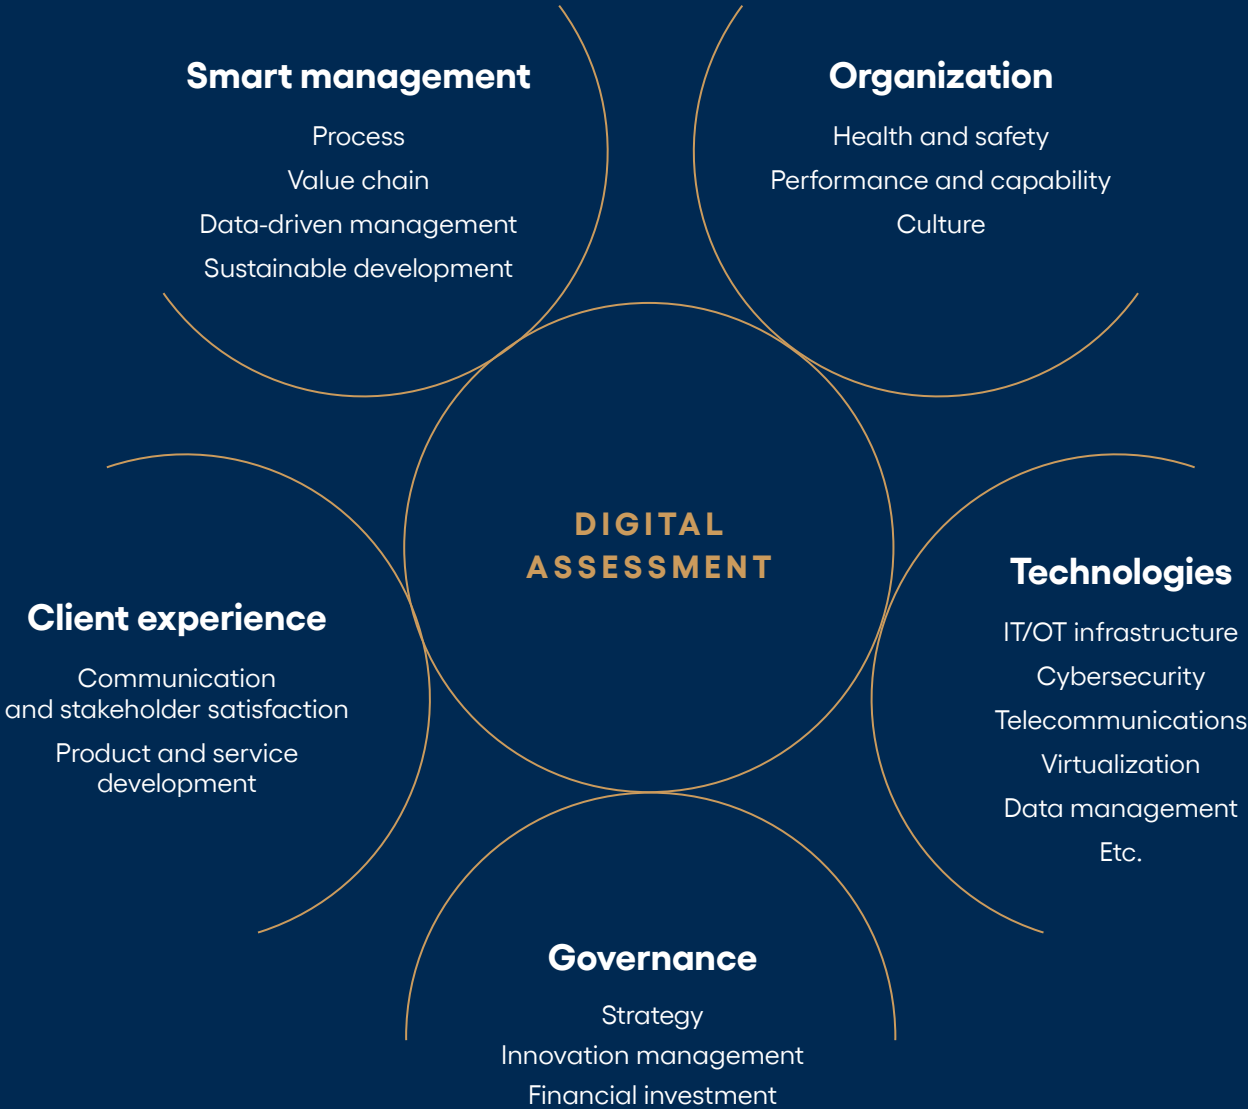 Smart management
Process
Value chain
Data-driven management
Sustainable development
Organization
Health and safety
Performance and capability
Culture
DIGITAL
ASSESSMENT
Client experience
Communication
and stakeholder satisfaction
Product and service
development
Technologies
IT/OT infrastructure
Cybersecurity
Telecommunications
Virtualization
Data management
Etc.
Governance
Strategy
Innovation management
Financial investment